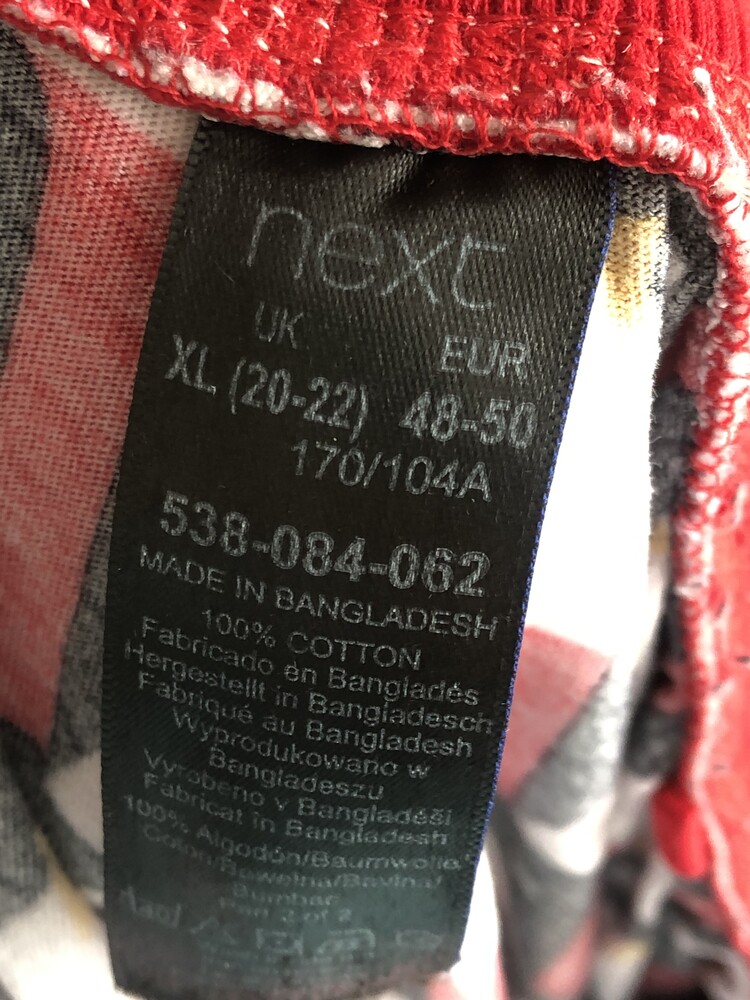 next
UK EUR
XL (20-22) 48-50
170/104A
538-084-062
MADE IN BANGLADESH
100% COTTON
Fabricado en Bangladés
Hergestellt in Bangladesch
Fabriqué au Bangladesh
Wyprodukowano w
Bangladeszu
Vyrobeno v Bangladéši
Fabricat în Bangladesh
100% Algodón/Baumwolle/
Coton/Bawełna/Bavlna/
Bumbac
Part 2 of 2